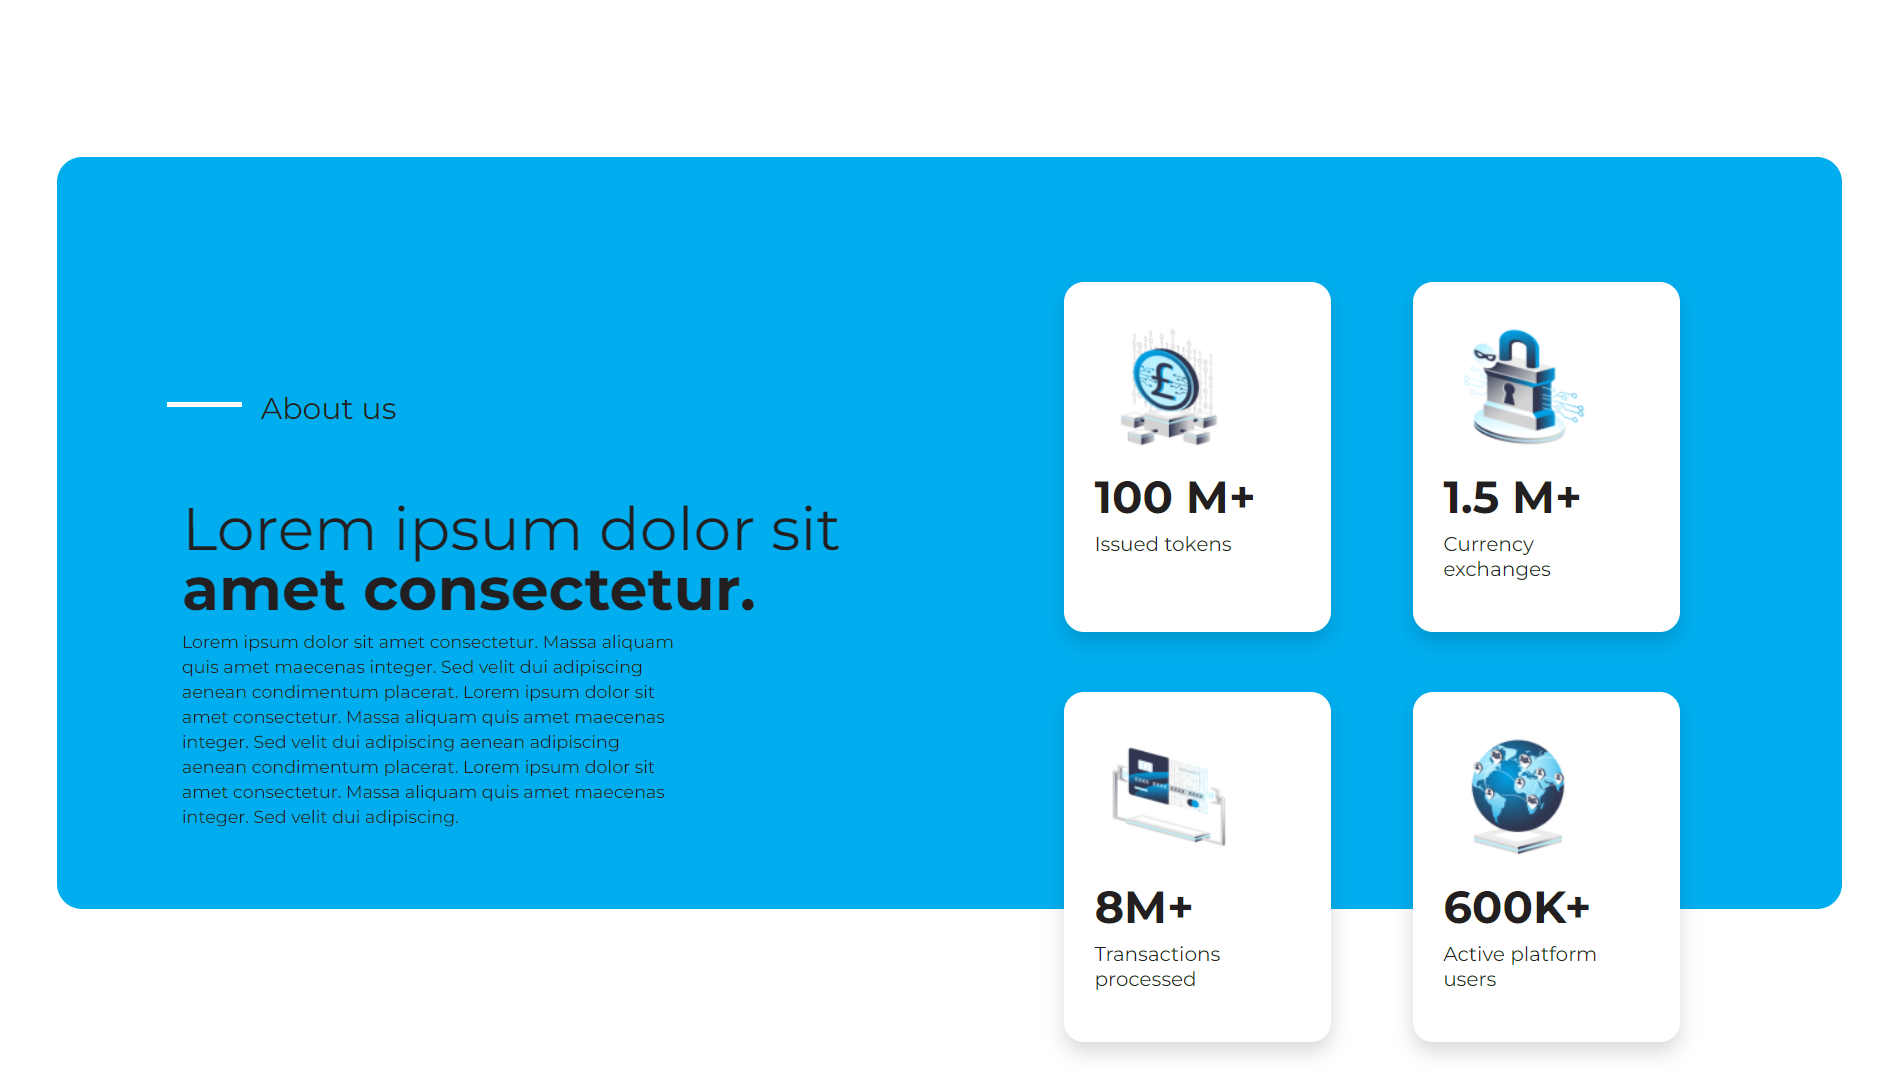 About us
Lorem ipsum dolor sit
amet consectetur.
Lorem ipsum dolor sit amet consectetur. Massa aliquam
quis amet maecenas integer. Sed velit dui adipiscing
aenean condimentum placerat. Lorem ipsum dolor sit
amet consectetur. Massa aliquam quis amet maecenas
integer. Sed velit dui adipiscing aenean adipiscing
aenean condimentum placerat. Lorem ipsum dolor sit
amet consectetur. Massa aliquam quis amet maecenas
integer. Sed velit dui adipiscing.
£
100 M+
Issued tokens
1.5 M+
Currency
exchanges
8M+
Transactions
processed
600K+
Active platform
users